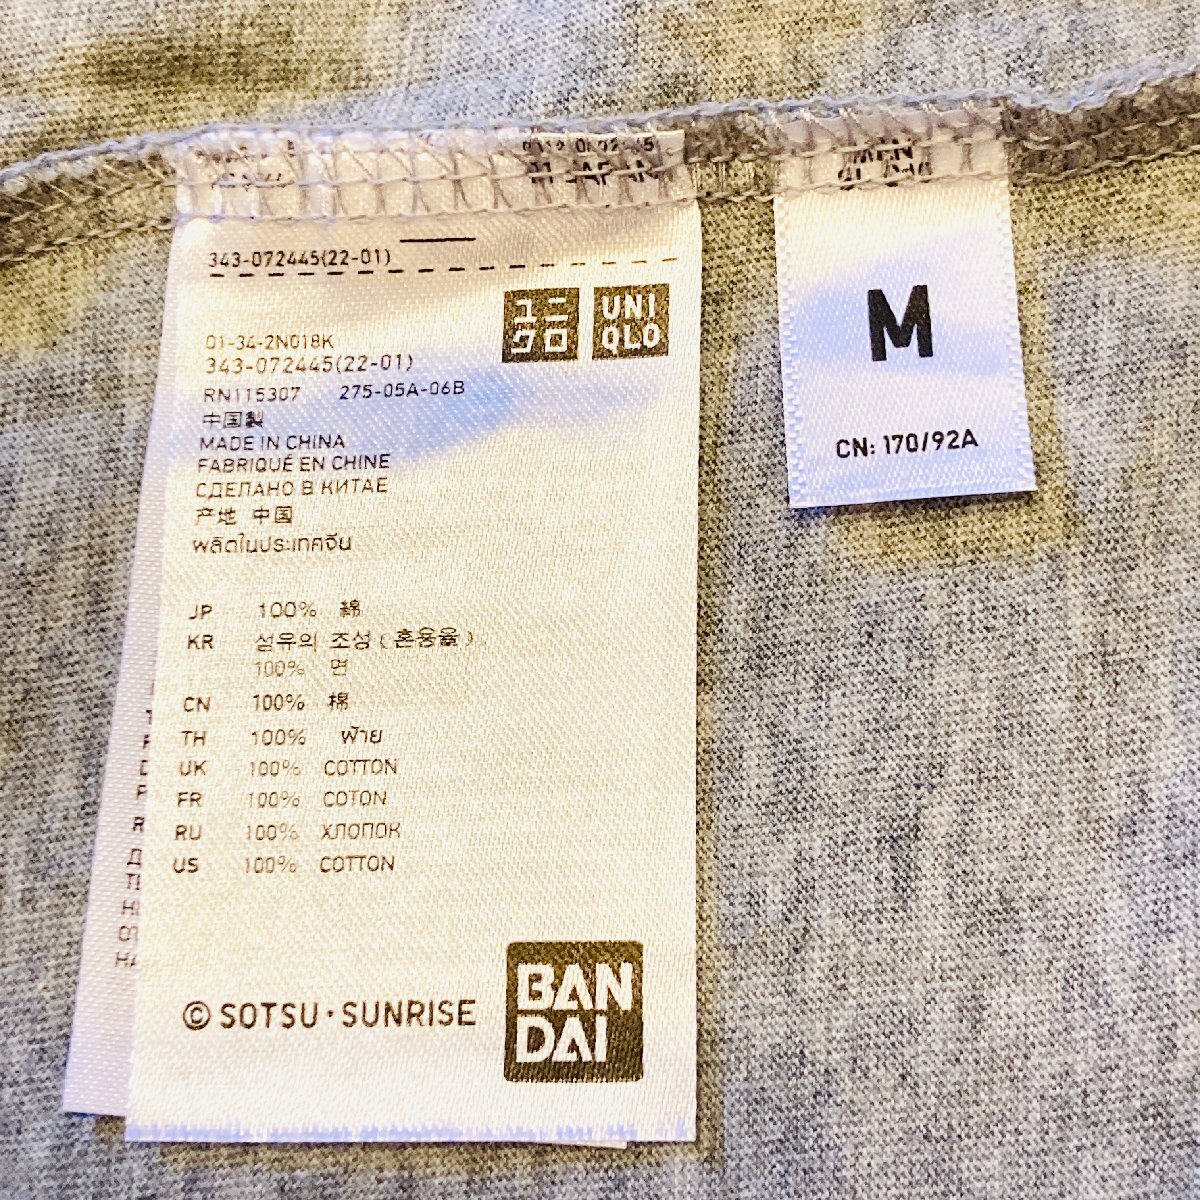 343-072445(22-01)
ユニクロ
UNIQLO
01-34-2N018K
343-072445(22-01)
RN115307 275-05A-06B
中国製
MADE IN CHINA
FABRIQUÉ EN CHINE
СДЕЛАНО В КИТАЕ
产地 中国
ผลิตในประเทศจีน
JP 100% 綿
KR 섬유의 조성 (혼용율)
100% 면
CN 100% 棉
TH 100% ฝ้าย
UK 100% COTTON
FR 100% COTON
RU 100% ХЛОПОК
US 100% COTTON
© SOTSU・SUNRISE
BAN
DAI
MEN
M
CN: 170/92A